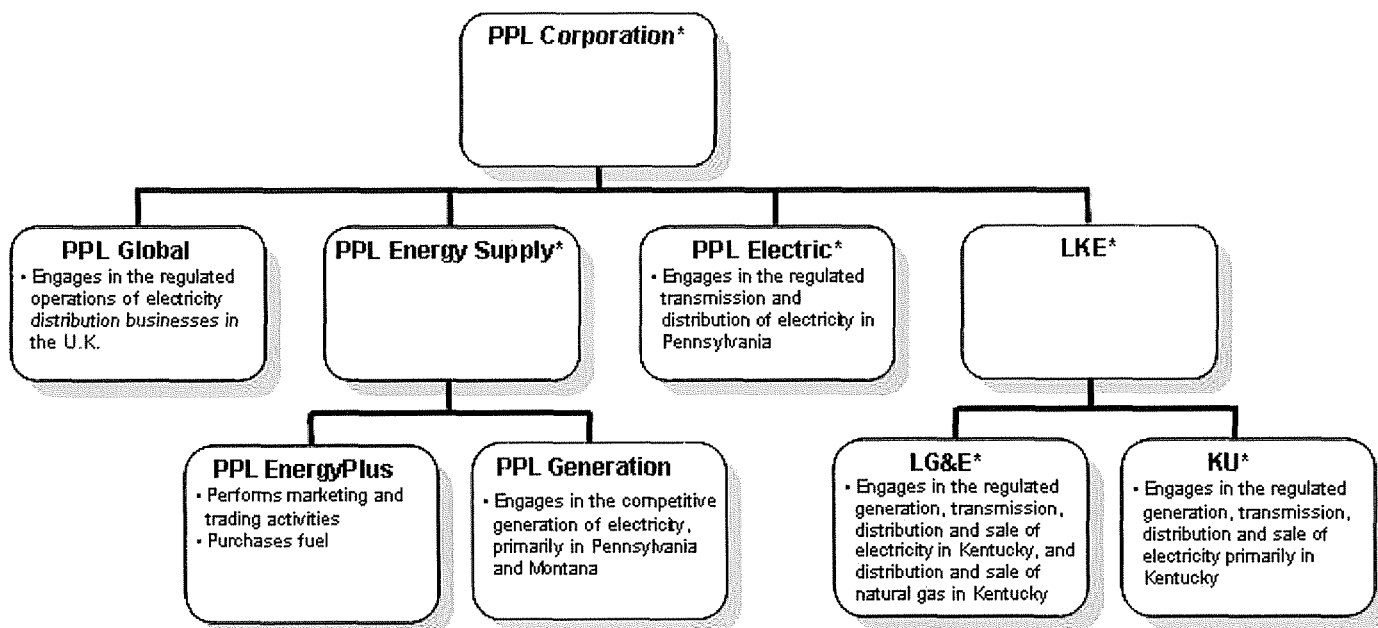 PPL Corporation*
PPL Global
• Engages in the regulated
operations of electricity
distribution businesses in
the U.K.
PPL Energy Supply*
PPL Electric*
• Engages in the regulated
transmission and
distribution of electricity in
Pennsylvania
LKE*
PPL EnergyPlus
• Performs marketing and
trading activities
• Purchases fuel
PPL Generation
• Engages in the competitive
generation of electricity,
primarily in Pennsylvania
and Montana
LG&E*
• Engages in the regulated
generation, transmission,
distribution and sale of
electricity in Kentucky, and
distribution and sale of
natural gas in Kentucky
KU*
• Engages in the regulated
generation, transmission,
distribution and sale of
electricity primarily in
Kentucky